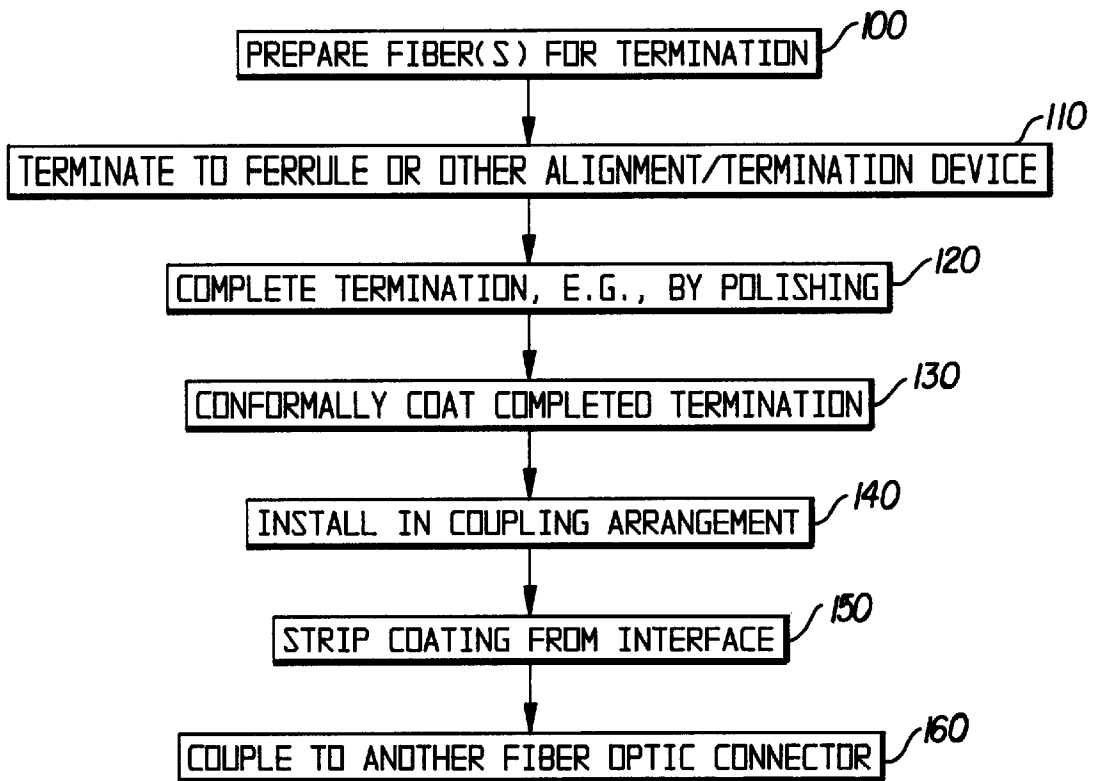 100
PREPARE FIBER(S) FOR TERMINATION
110
TERMINATE TO FERRULE OR OTHER ALIGNMENT/TERMINATION DEVICE
120
COMPLETE TERMINATION, E.G., BY POLISHING
130
CONFORMALLY COAT COMPLETED TERMINATION
140
INSTALL IN COUPLING ARRANGEMENT
150
STRIP COATING FROM INTERFACE
160
COUPLE TO ANOTHER FIBER OPTIC CONNECTOR